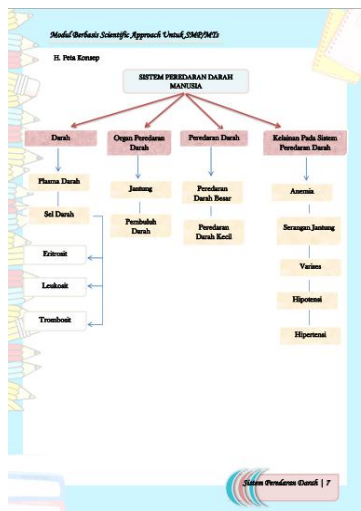 Modul Berbasis Scientific Approach Untuk SMP/MTs
H. Peta Konsep
SISTEM PEREDARAN DARAH
MANUSIA
Darah
Organ Peredaran
Darah
Peredaran Darah
Kelainan Pada Sistem
Peredaran Darah
Plasma Darah
Sel Darah
Eritrosit
Leukosit
Trombosit
Jantung
Pembuluh
Darah
Peredaran
Darah Besar
Peredaran
Darah Kecil
Anemia
Serangan Jantung
Varises
Hipotensi
Hipertensi
Sistem Peredaran Darah | 7